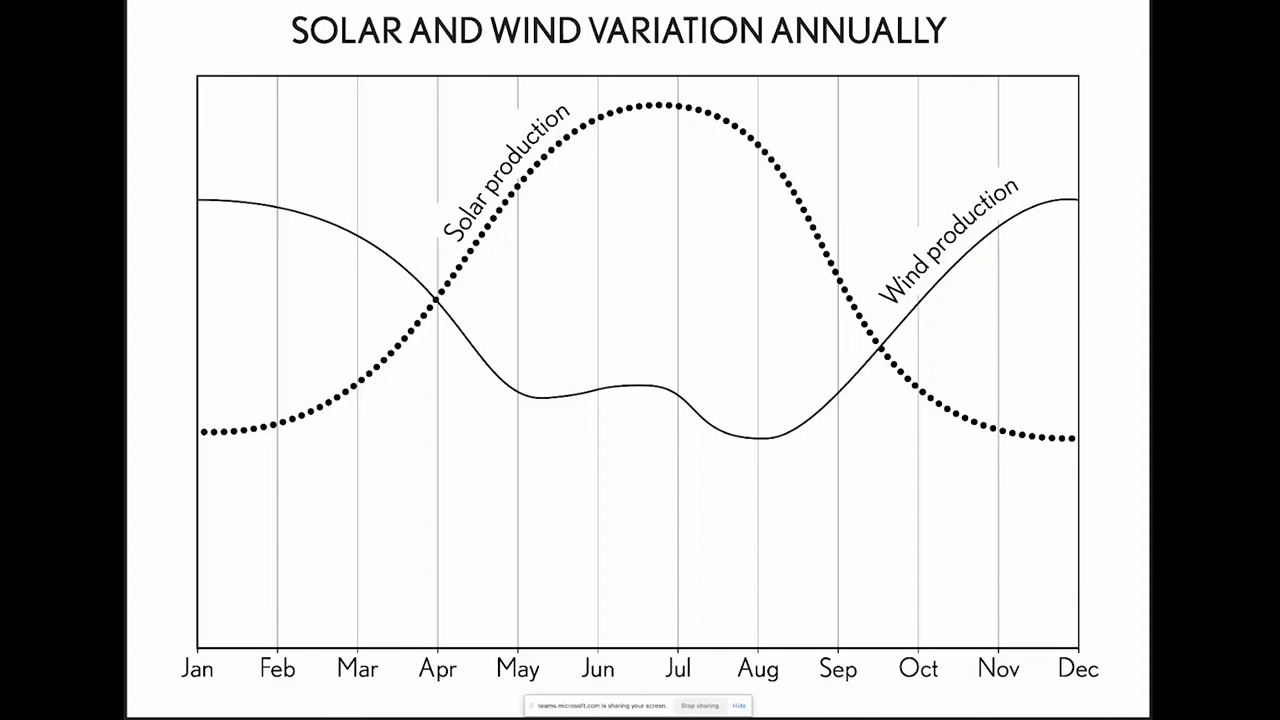 SOLAR AND WIND VARIATION ANNUALLY
Solar production
Wind production
Jan Feb Mar Apr May Jun Jul Aug Sep Oct Nov Dec
teams.microsoft.com is sharing your screen. Stop sharing Hide